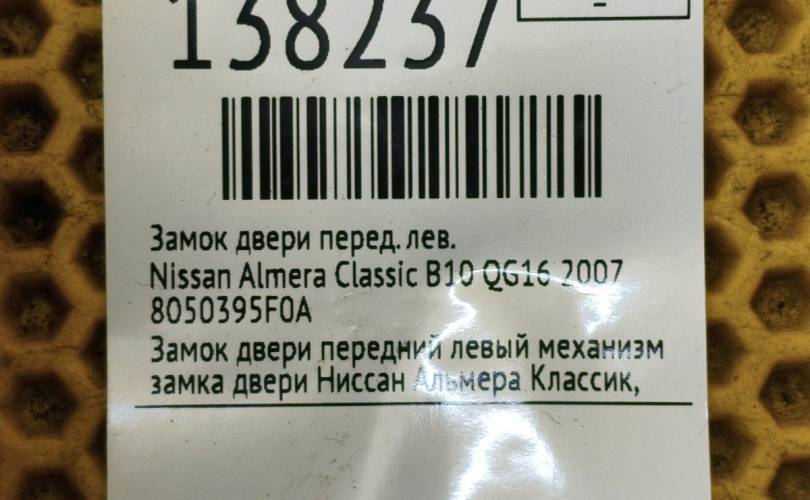 138237
-
Замок двери перед. лев.
Nissan Almera Classic B10 QG16 2007
8050395F0A
Замок двери передний левый механизм
замка двери Ниссан Альмера Классик,